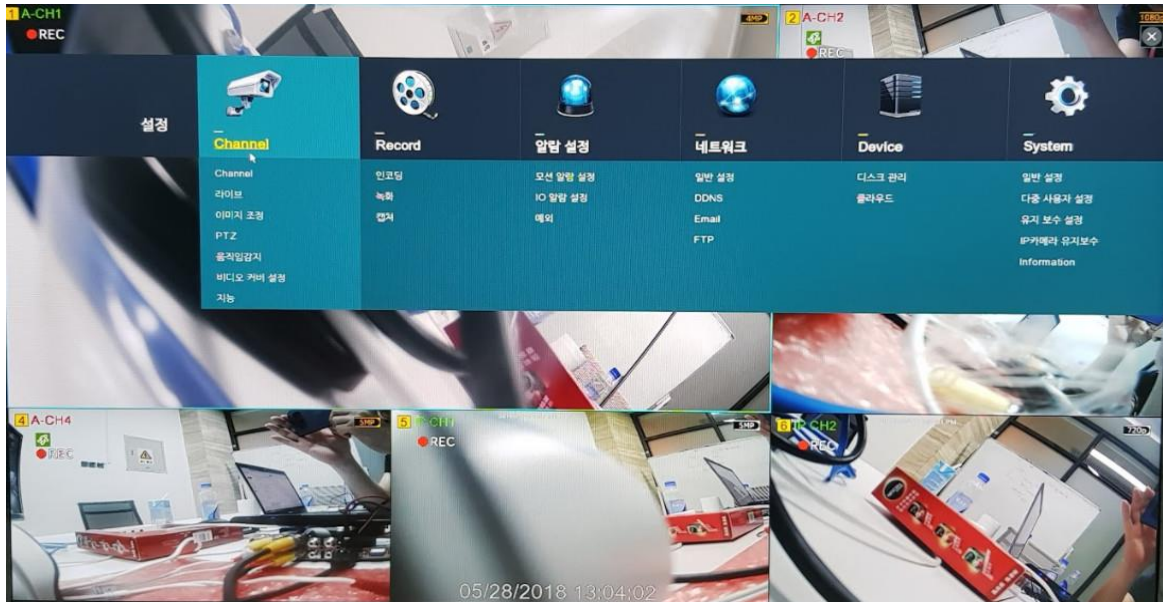 1 A-CH1
4MP
REC
2 A-CH2
1080p
REC
설정
Channel
Channel
라이브
이미지 조정
PTZ
움직임감지
비디오 커버 설정
지능
Record
인코딩
녹화
캡쳐
알람 설정
모션 알람 설정
IO 알람 설정
예외
네트워크
일반 설정
DDNS
Email
FTP
Device
디스크 관리
클라우드
System
일반 설정
다중 사용자 설정
유지 보수 설정
IP카메라 유지보수
Information
4 A-CH4
5MP
REC
5 IP-CH1
5MP
REC
6 IP-CH2
720p
REC
05/28/2018 13:04:02